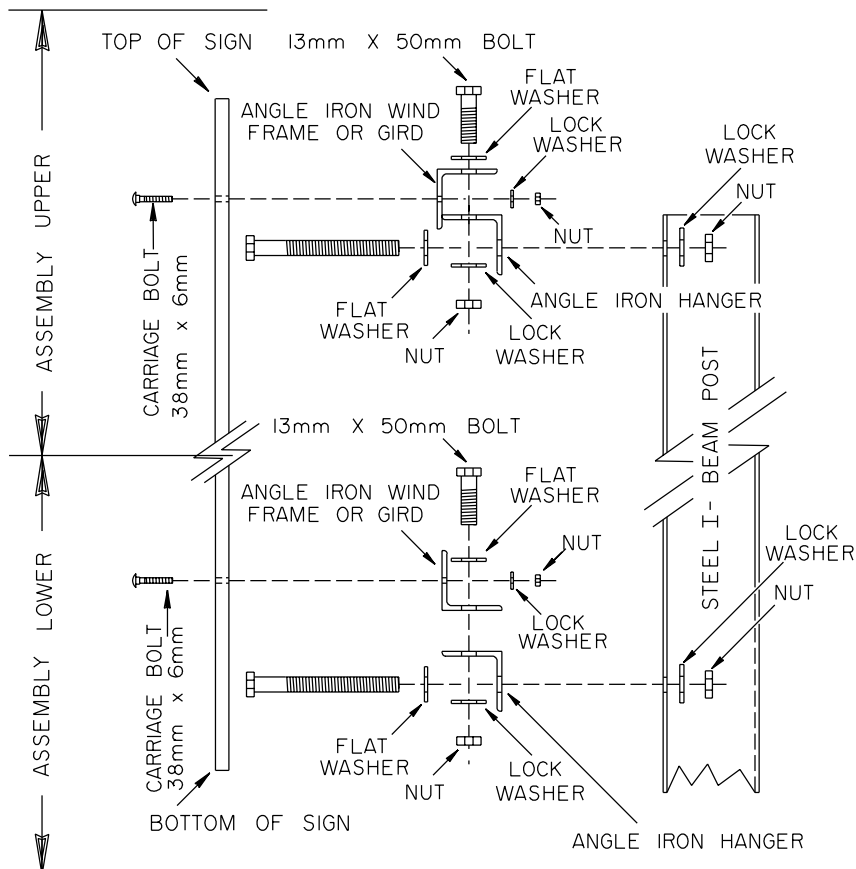 TOP OF SIGN
13mm X 50mm BOLT
FLAT
WASHER
ANGLE IRON WIND
FRAME OR GIRD
LOCK
WASHER
LOCK
WASHER
NUT
NUT
ASSEMBLY UPPER
CARRIAGE BOLT
38mm x 6mm
FLAT
WASHER
ANGLE IRON HANGER
LOCK
WASHER
NUT
STEEL I- BEAM POST
13mm X 50mm BOLT
FLAT
WASHER
ANGLE IRON WIND
FRAME OR GIRD
NUT
LOCK
WASHER
NUT
LOCK
WASHER
ASSEMBLY LOWER
CARRIAGE BOLT
38mm x 6mm
FLAT
WASHER
LOCK
WASHER
NUT
BOTTOM OF SIGN
ANGLE IRON HANGER